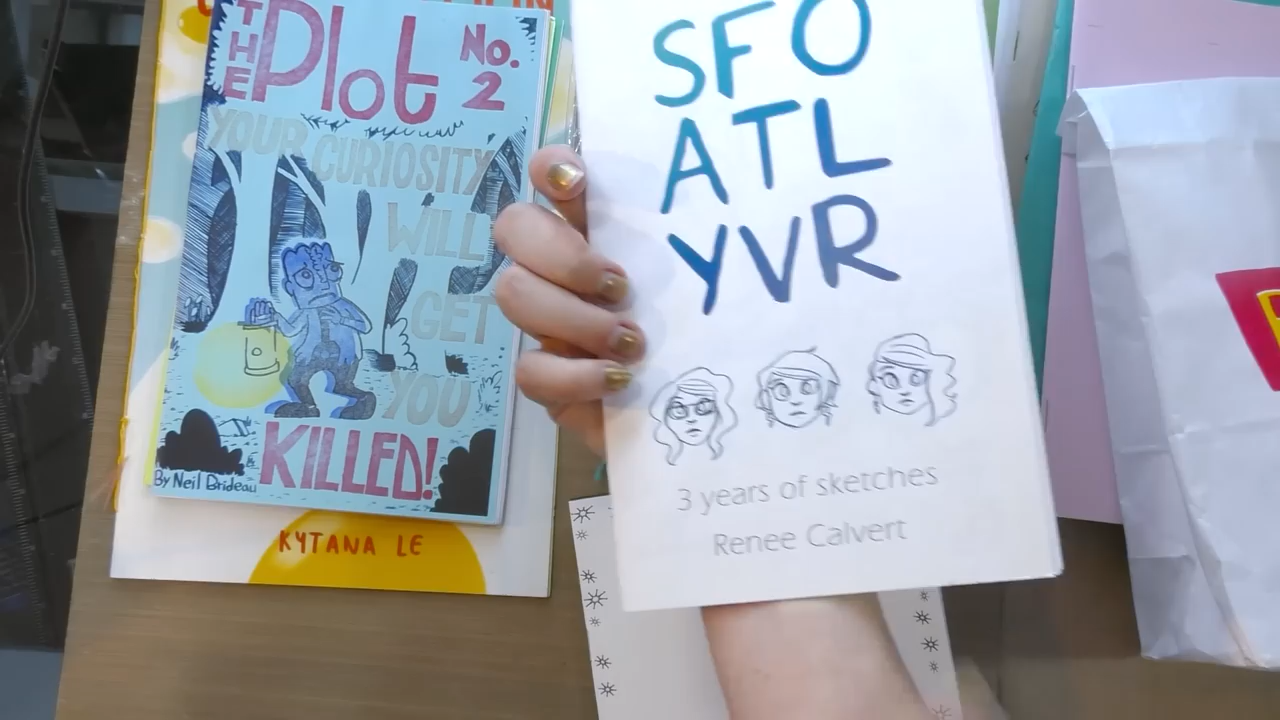 THE Plot No. 2
YOUR CURIOSITY
WILL
GET
YOU
KILLED!
By Neil Brideau
KYTANA LE
SFO
ATL
YVR
3 years of sketches
Renee Calvert